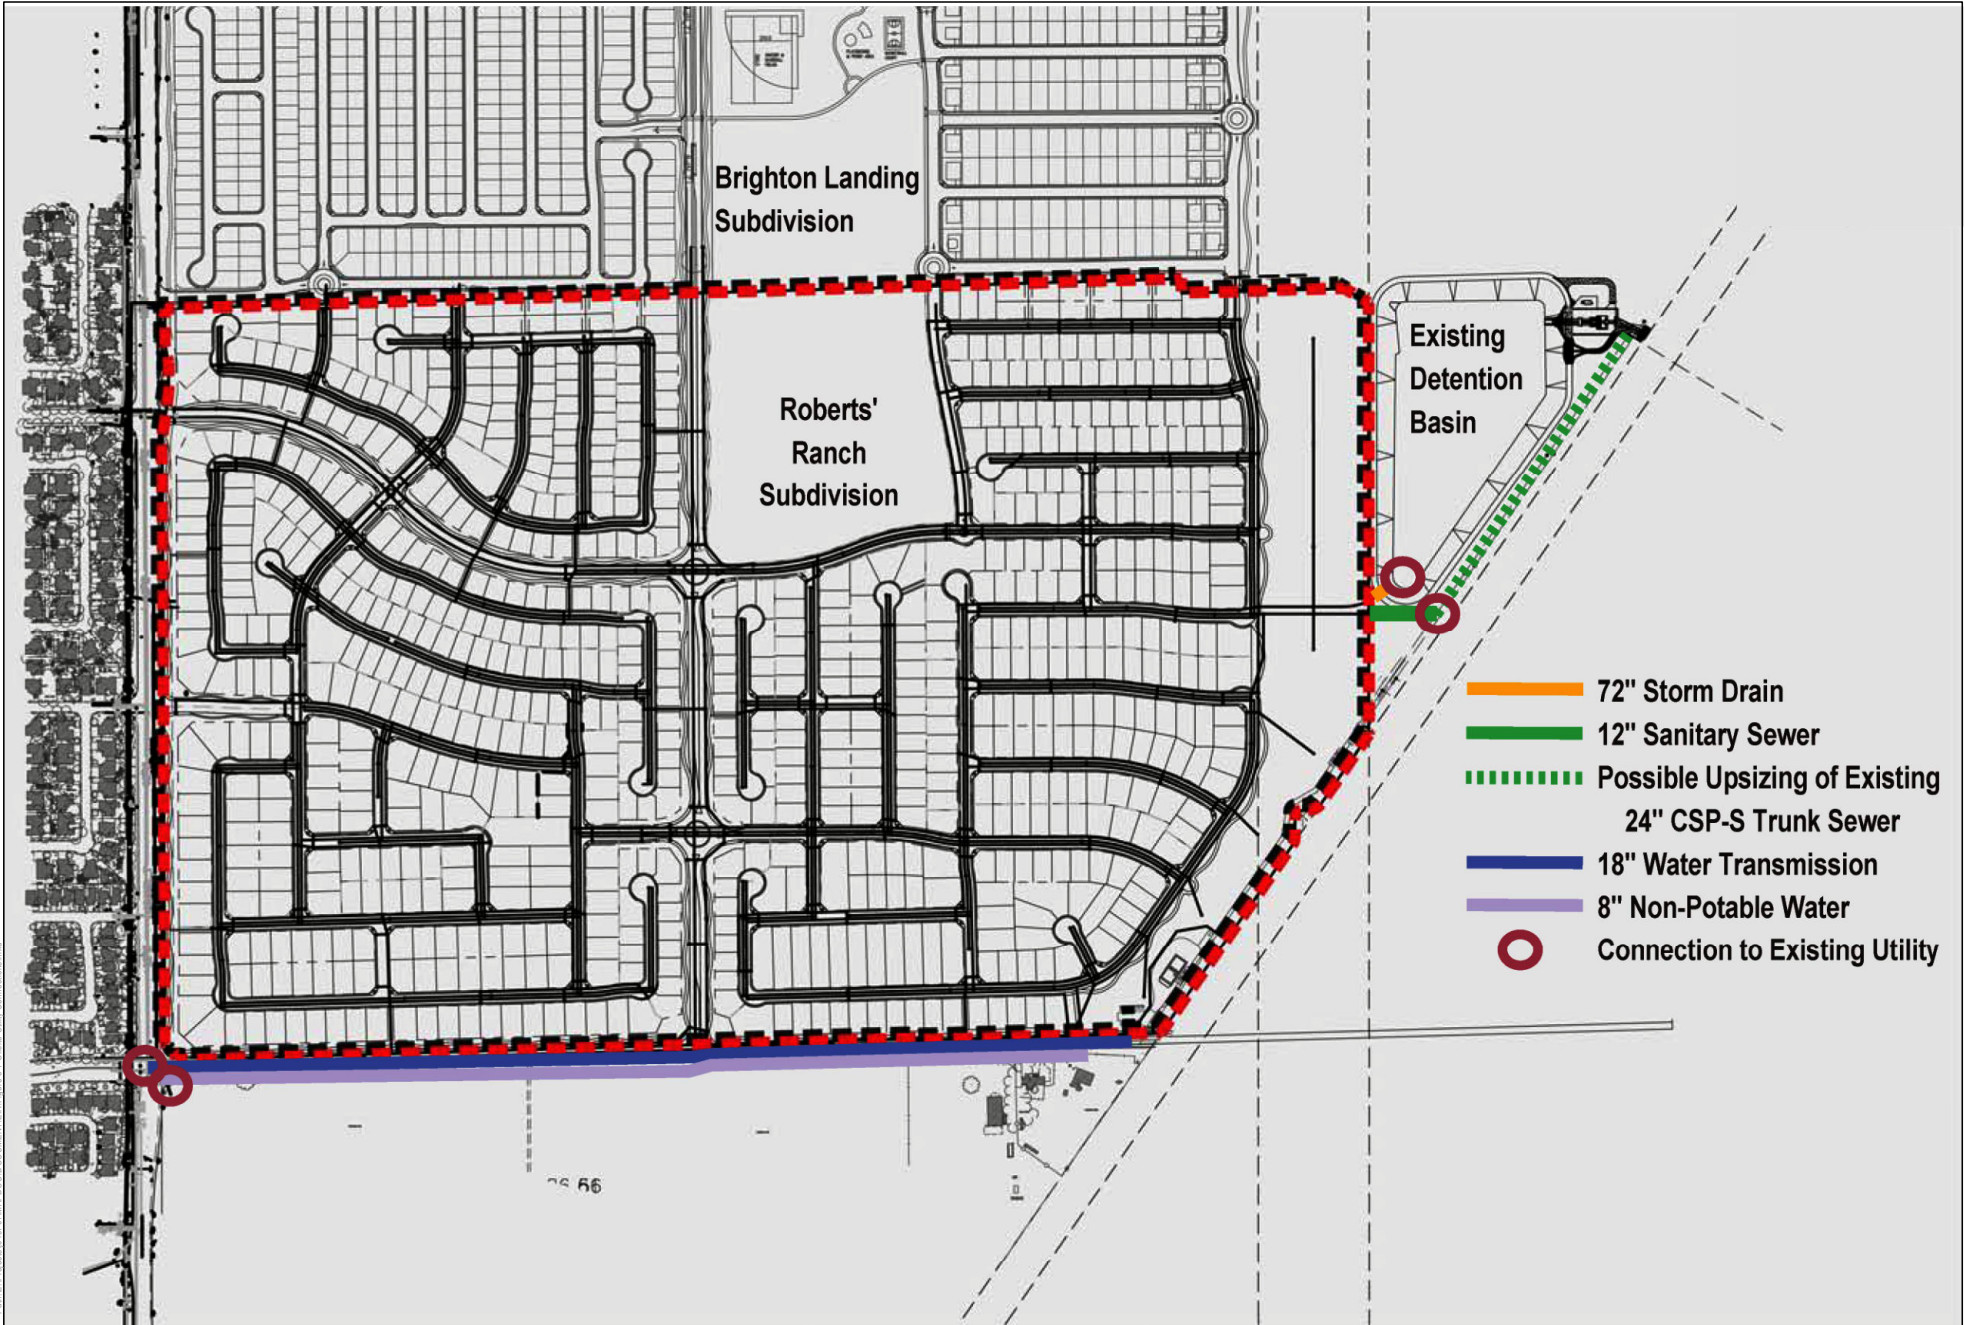 Brighton Landing
Subdivision
Existing
Detention
Basin
Roberts'
Ranch
Subdivision
72" Storm Drain
12" Sanitary Sewer
Possible Upsizing of Existing
24" CSP-S Trunk Sewer
18" Water Transmission
8" Non-Potable Water
Connection to Existing Utility